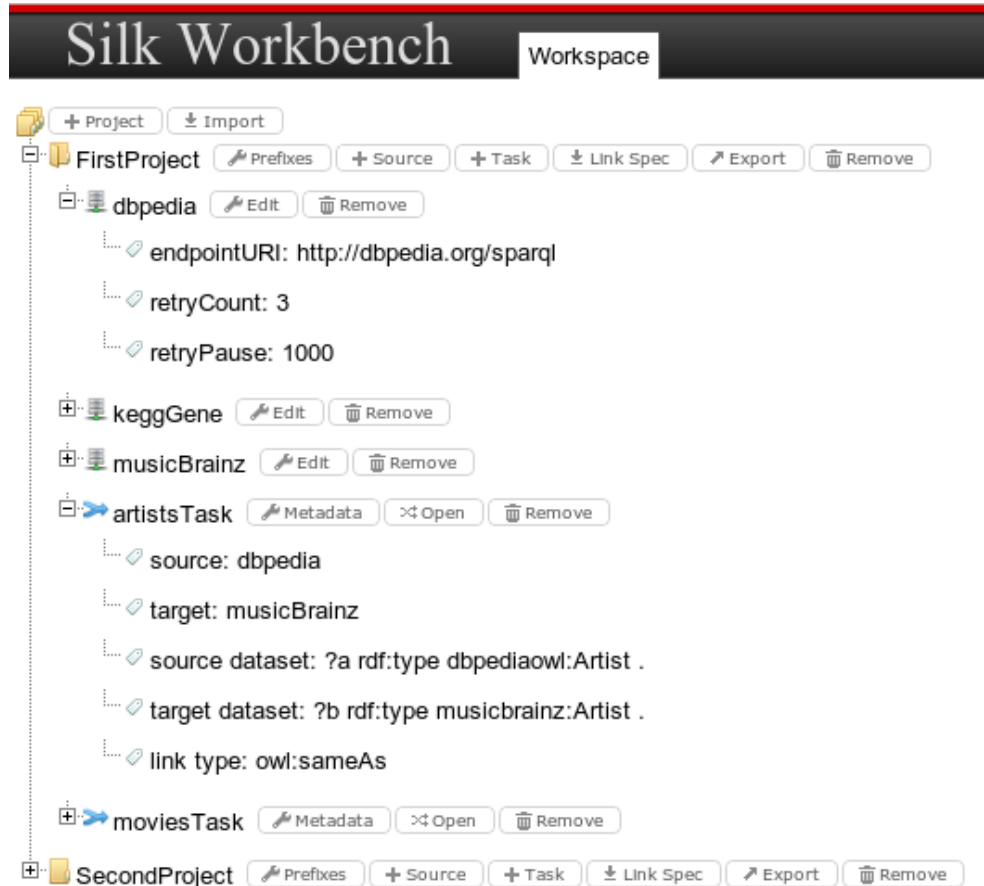 Silk Workbench Workspace
+ Project Import
FirstProject Prefixes + Source + Task Link Spec Export Remove
dbpedia Edit Remove
endpointURI: http://dbpedia.org/sparql
retryCount: 3
retryPause: 1000
keggGene Edit Remove
musicBrainz Edit Remove
artistsTask Metadata Open Remove
source: dbpedia
target: musicBrainz
source dataset: ?a rdf:type dbpediaowl:Artist .
target dataset: ?b rdf:type musicbrainz:Artist .
link type: owl:sameAs
moviesTask Metadata Open Remove
SecondProject Prefixes + Source + Task Link Spec Export Remove